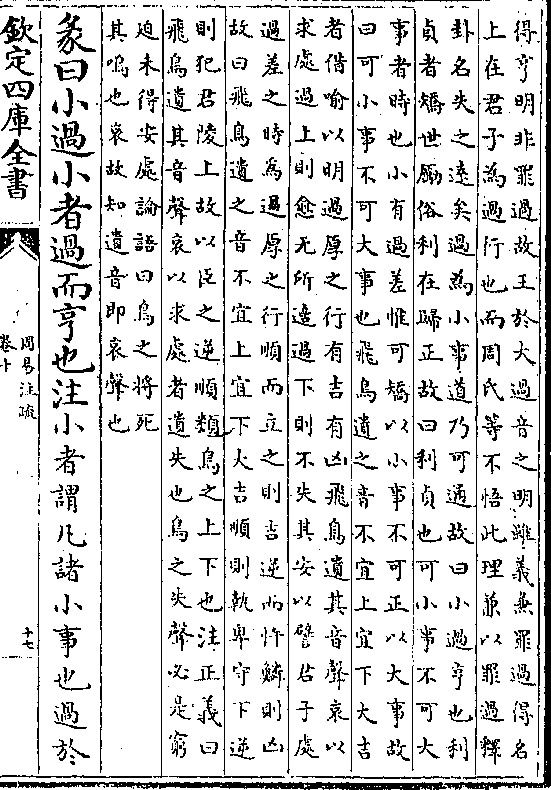 得亨明非罪過故王於大過音之明雖義兼罪過得名
上在君子為過行也而周氏等不悟此理兼以罪過釋
卦名失之遠矣過為小事道乃可通故曰小過亨也利
貞者矯世勵俗利在歸正故曰利貞也可小事不可大
事者時也小有過差惟可矯以小事不可正以大事故
曰可小事不可大事也飛鳥遺之音不宜上宜下大吉
者借喻以明過厚之行有吉有凶飛鳥遺其音聲哀以
求處過上則愈无所適過下則不失其安以譬君子處
過差之時為過厚之行順而立之則吉逆而忤鱗則凶
故曰飛鳥遺之音不宜上宜下大吉順則執卑守下逆
則犯君陵上故以臣之逆順類鳥之上下也注正義曰
飛鳥遺其音聲哀以求處者遺失也鳥之失聲必是窮
迫未得安處論語曰鳥之將死
其鳴也哀故知遺音即哀聲也
彖曰小過小者過而亨也注小者謂凡諸小事也過於
欽定四庫全書
周易注疏
卷十
十七